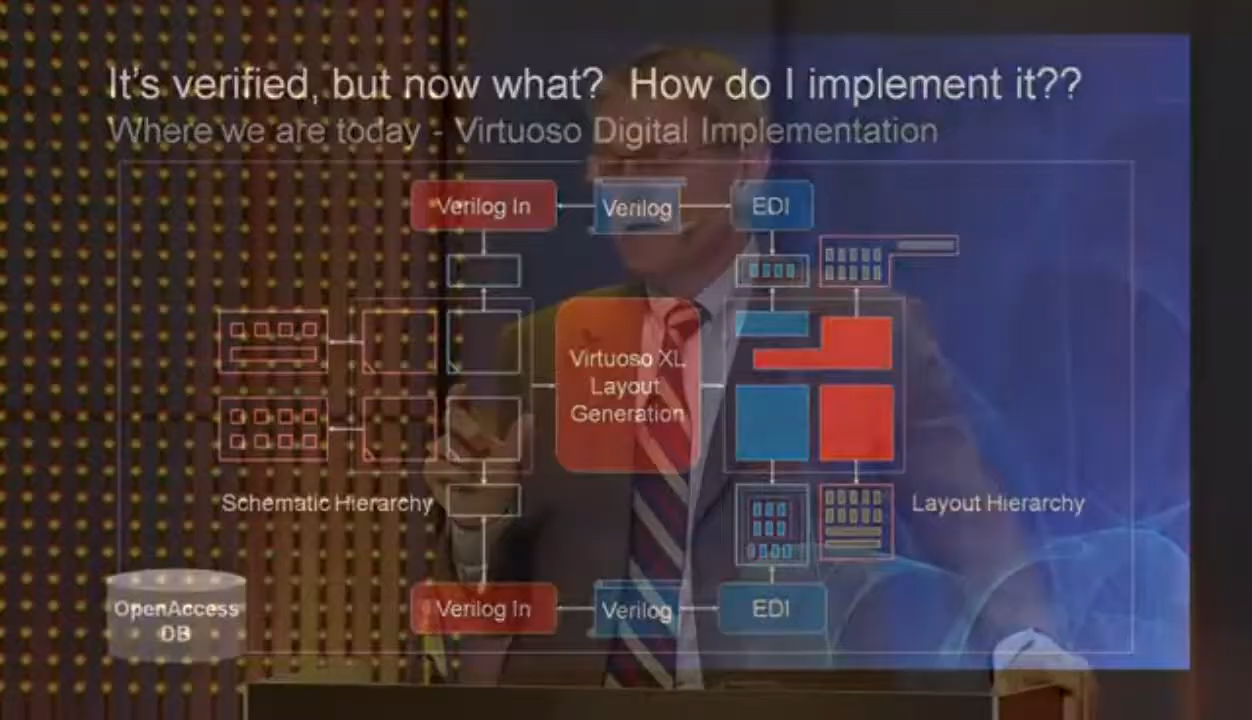 It's verified, but now what? How do I implement it??
Where we are today - Virtuoso Digital Implementation
Verilog In
Verilog
EDI
Virtuoso XL
Layout
Generation
Schematic Hierarchy
Layout Hierarchy
OpenAccess
DB
Verilog In
Verilog
EDI